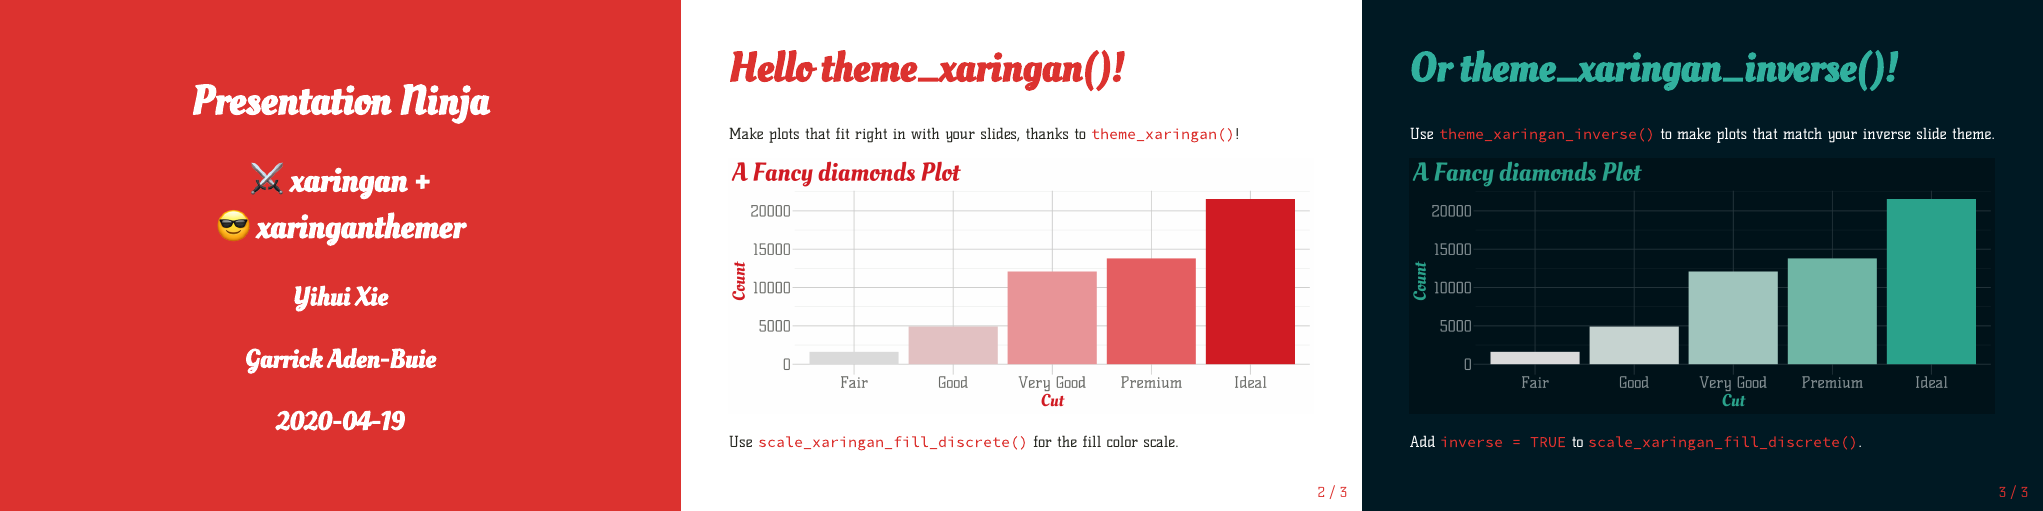 Presentation Ninja
⚔️ xaringan +
😎 xaringanthemer
Yihui Xie
Garrick Aden-Buie
2020-04-19
Hello theme_xaringan()!
Make plots that fit right in with your slides, thanks to theme_xaringan()!
A Fancy diamonds Plot
20000
15000
10000
5000
0
Count
Fair Good Very Good Premium Ideal
Cut
Use scale_xaringan_fill_discrete() for the fill color scale.
2 / 3
Or theme_xaringan_inverse()!
Use theme_xaringan_inverse() to make plots that match your inverse slide theme.
A Fancy diamonds Plot
20000
15000
10000
5000
0
Count
Fair Good Very Good Premium Ideal
Cut
Add inverse = TRUE to scale_xaringan_fill_discrete().
3 / 3